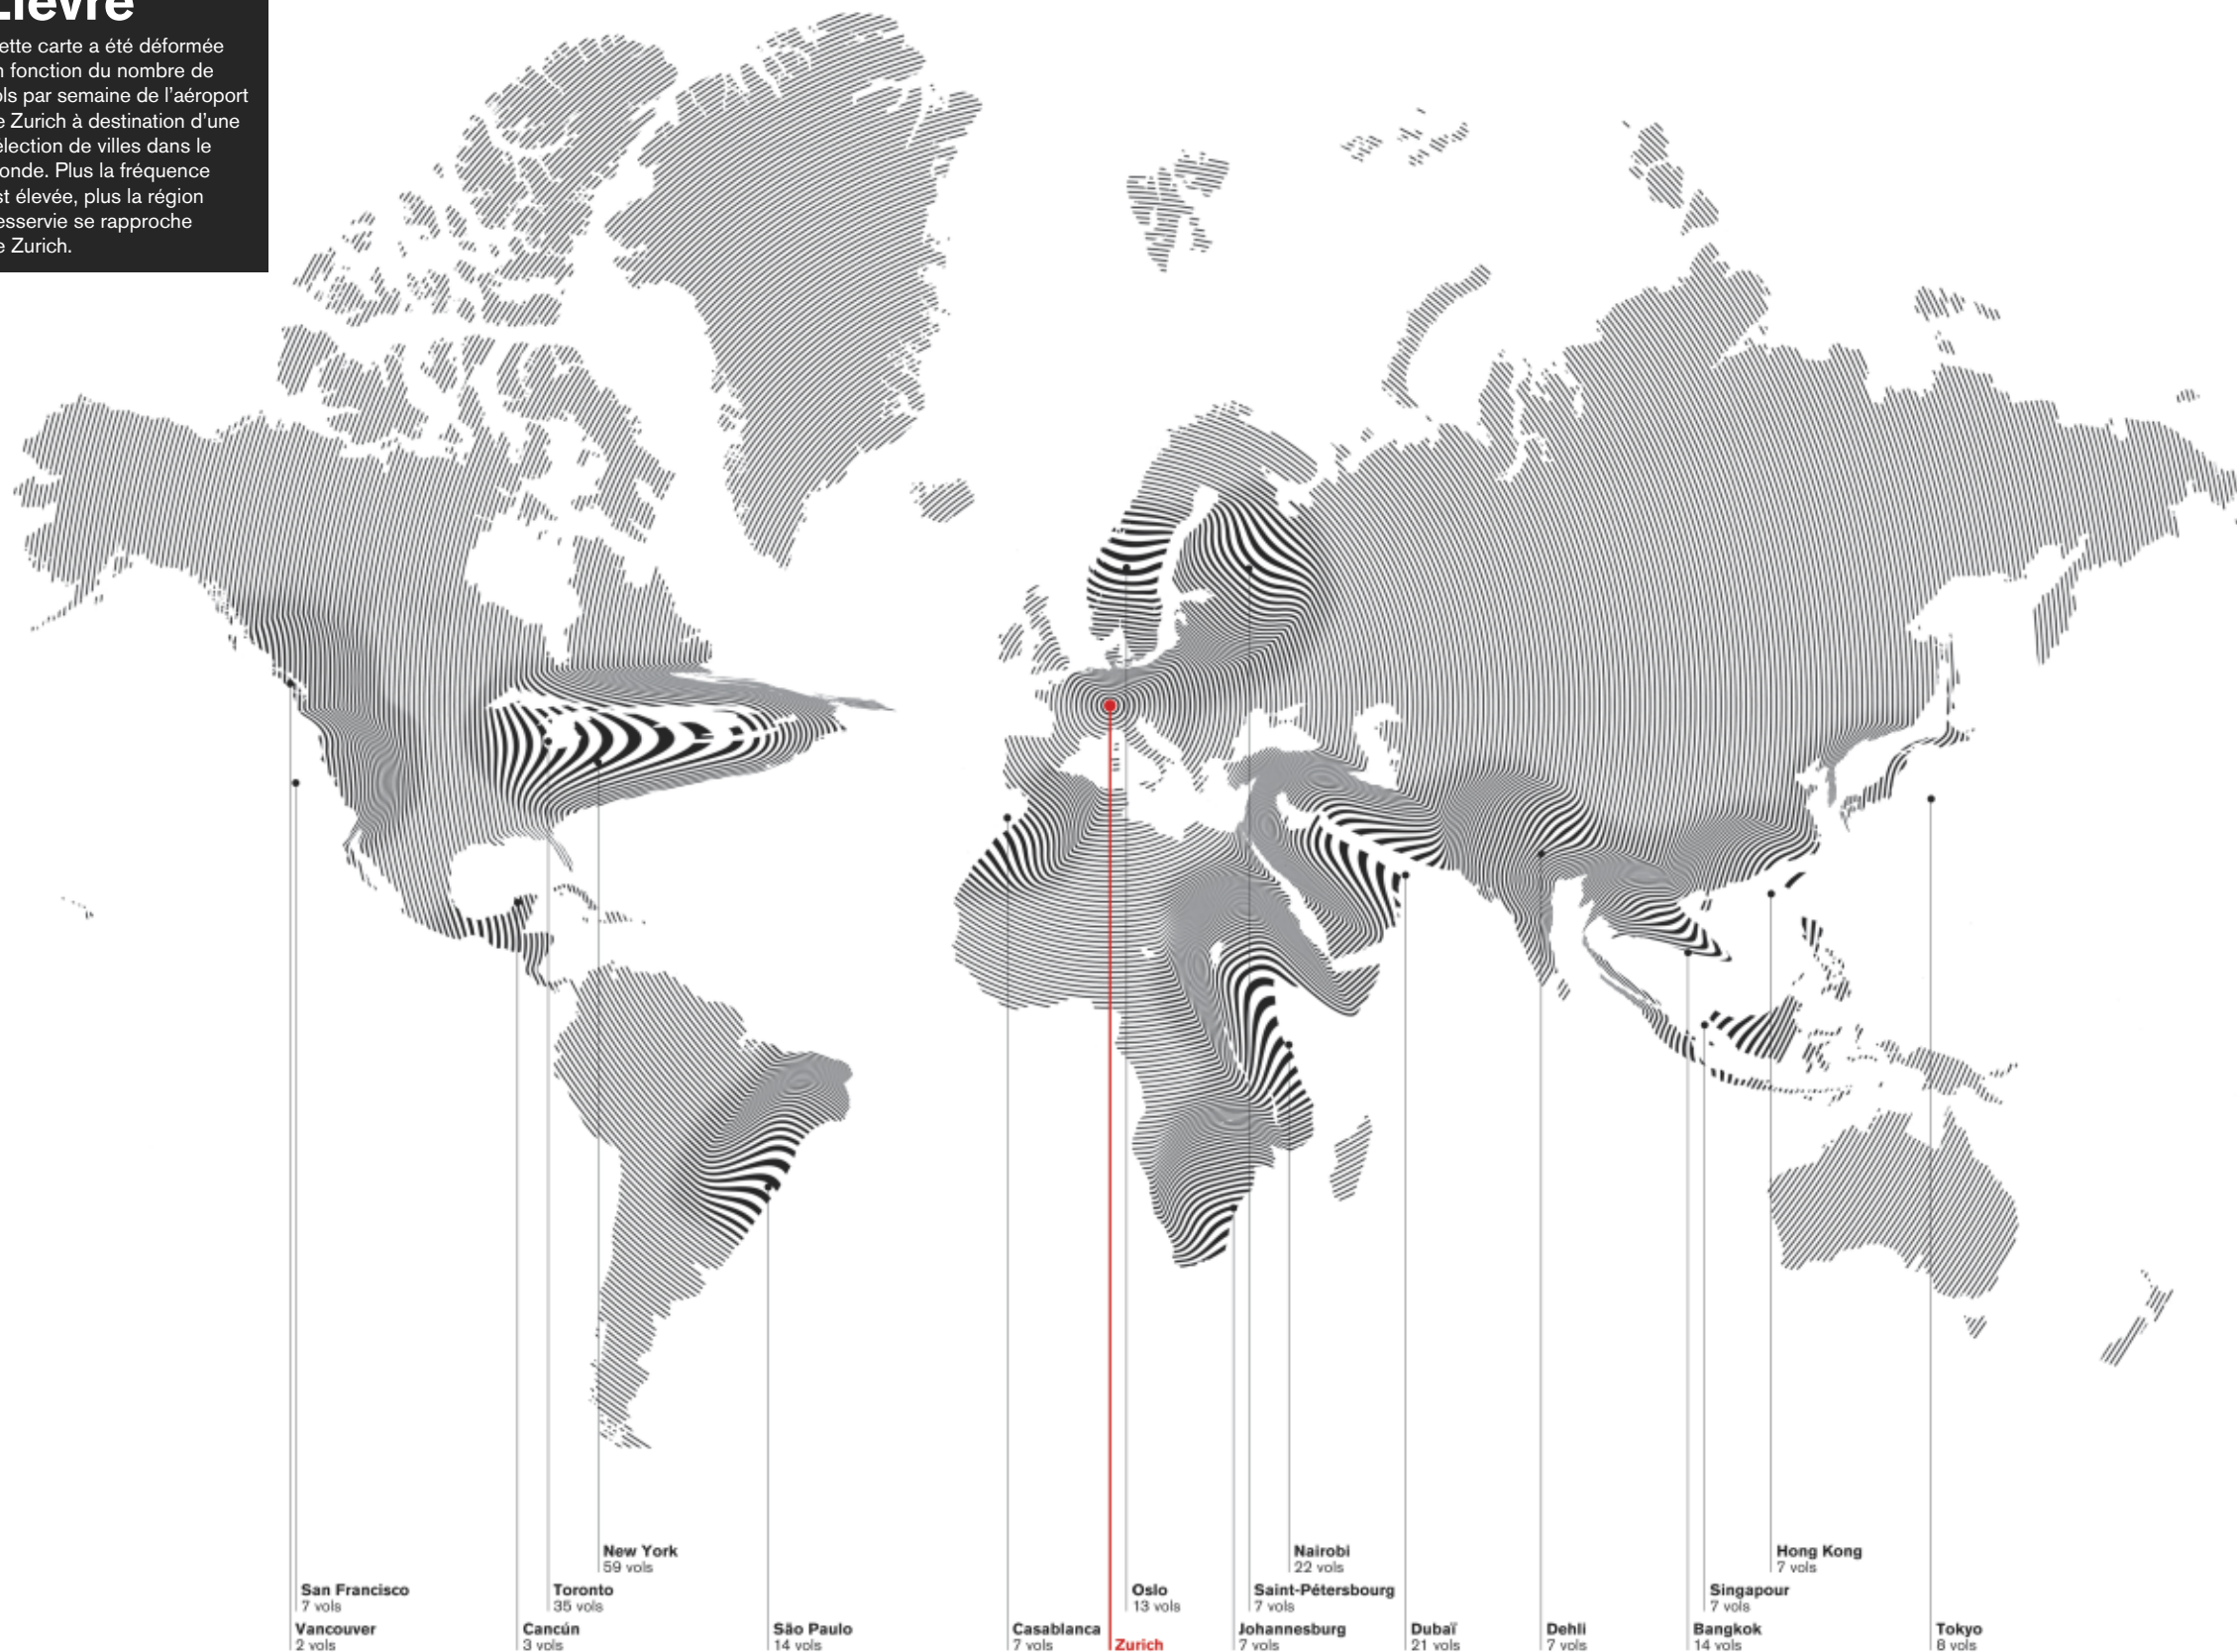 Lièvre
ette carte a été déformée
n fonction du nombre de
ols par semaine de l'aéroport
e Zurich à destination d'une
élection de villes dans le
onde. Plus la fréquence
st élevée, plus la région
esservie se rapproche
e Zurich.
New York
59 vols
Nairobi
22 vols
Hong Kong
7 vols
San Francisco
7 vols
Toronto
35 vols
Oslo
13 vols
Saint-Pétersbourg
7 vols
Singapour
7 vols
Vancouver
2 vols
Cancún
3 vols
São Paulo
14 vols
Casablanca
7 vols
Zurich
Johannesburg
7 vols
Dubaï
21 vols
Dehli
7 vols
Bangkok
14 vols
Tokyo
8 vols